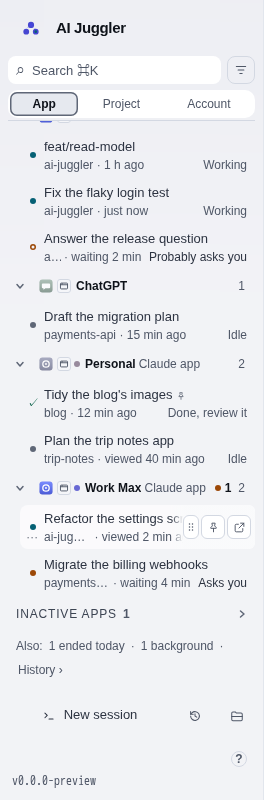 AI Juggler
Search ⌘K
App Project Account
feat/read-model
ai-juggler · 1 h ago Working
Fix the flaky login test
ai-juggler · just now Working
Answer the release question
a… · waiting 2 min Probably asks you
ChatGPT 1
Draft the migration plan
payments-api · 15 min ago Idle
Personal Claude app 2
Tidy the blog's images
blog · 12 min ago Done, review it
Plan the trip notes app
trip-notes · viewed 40 min ago Idle
Work Max Claude app 1 2
Refactor the settings sc
ai-jug… · viewed 2 min a
Migrate the billing webhooks
payments… · waiting 4 min Asks you
INACTIVE APPS 1
Also: 1 ended today · 1 background ·
History ›
New session
?
v0.0.0-preview